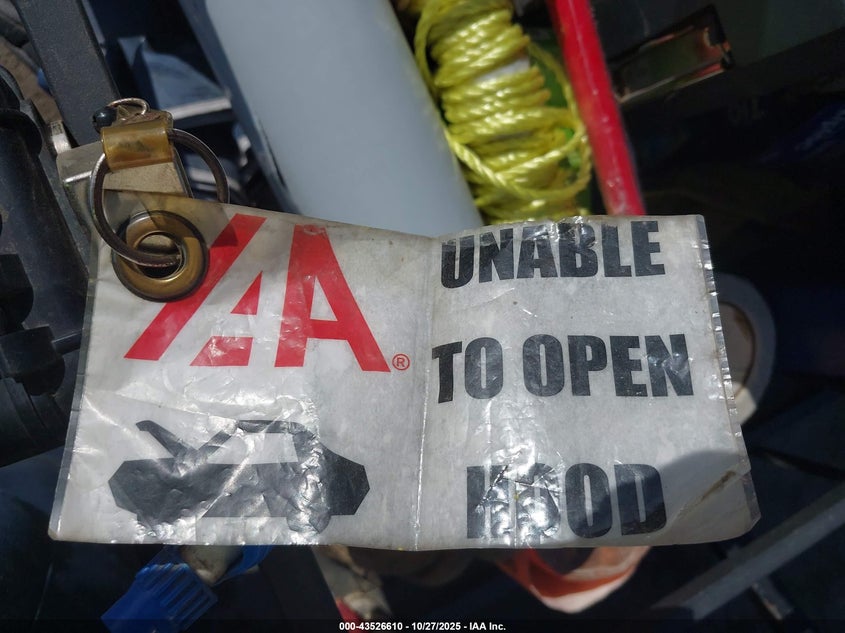 IAA®
UNABLE
TO OPEN
HOOD
000-43526610 - 10/27/2025 - IAA Inc.